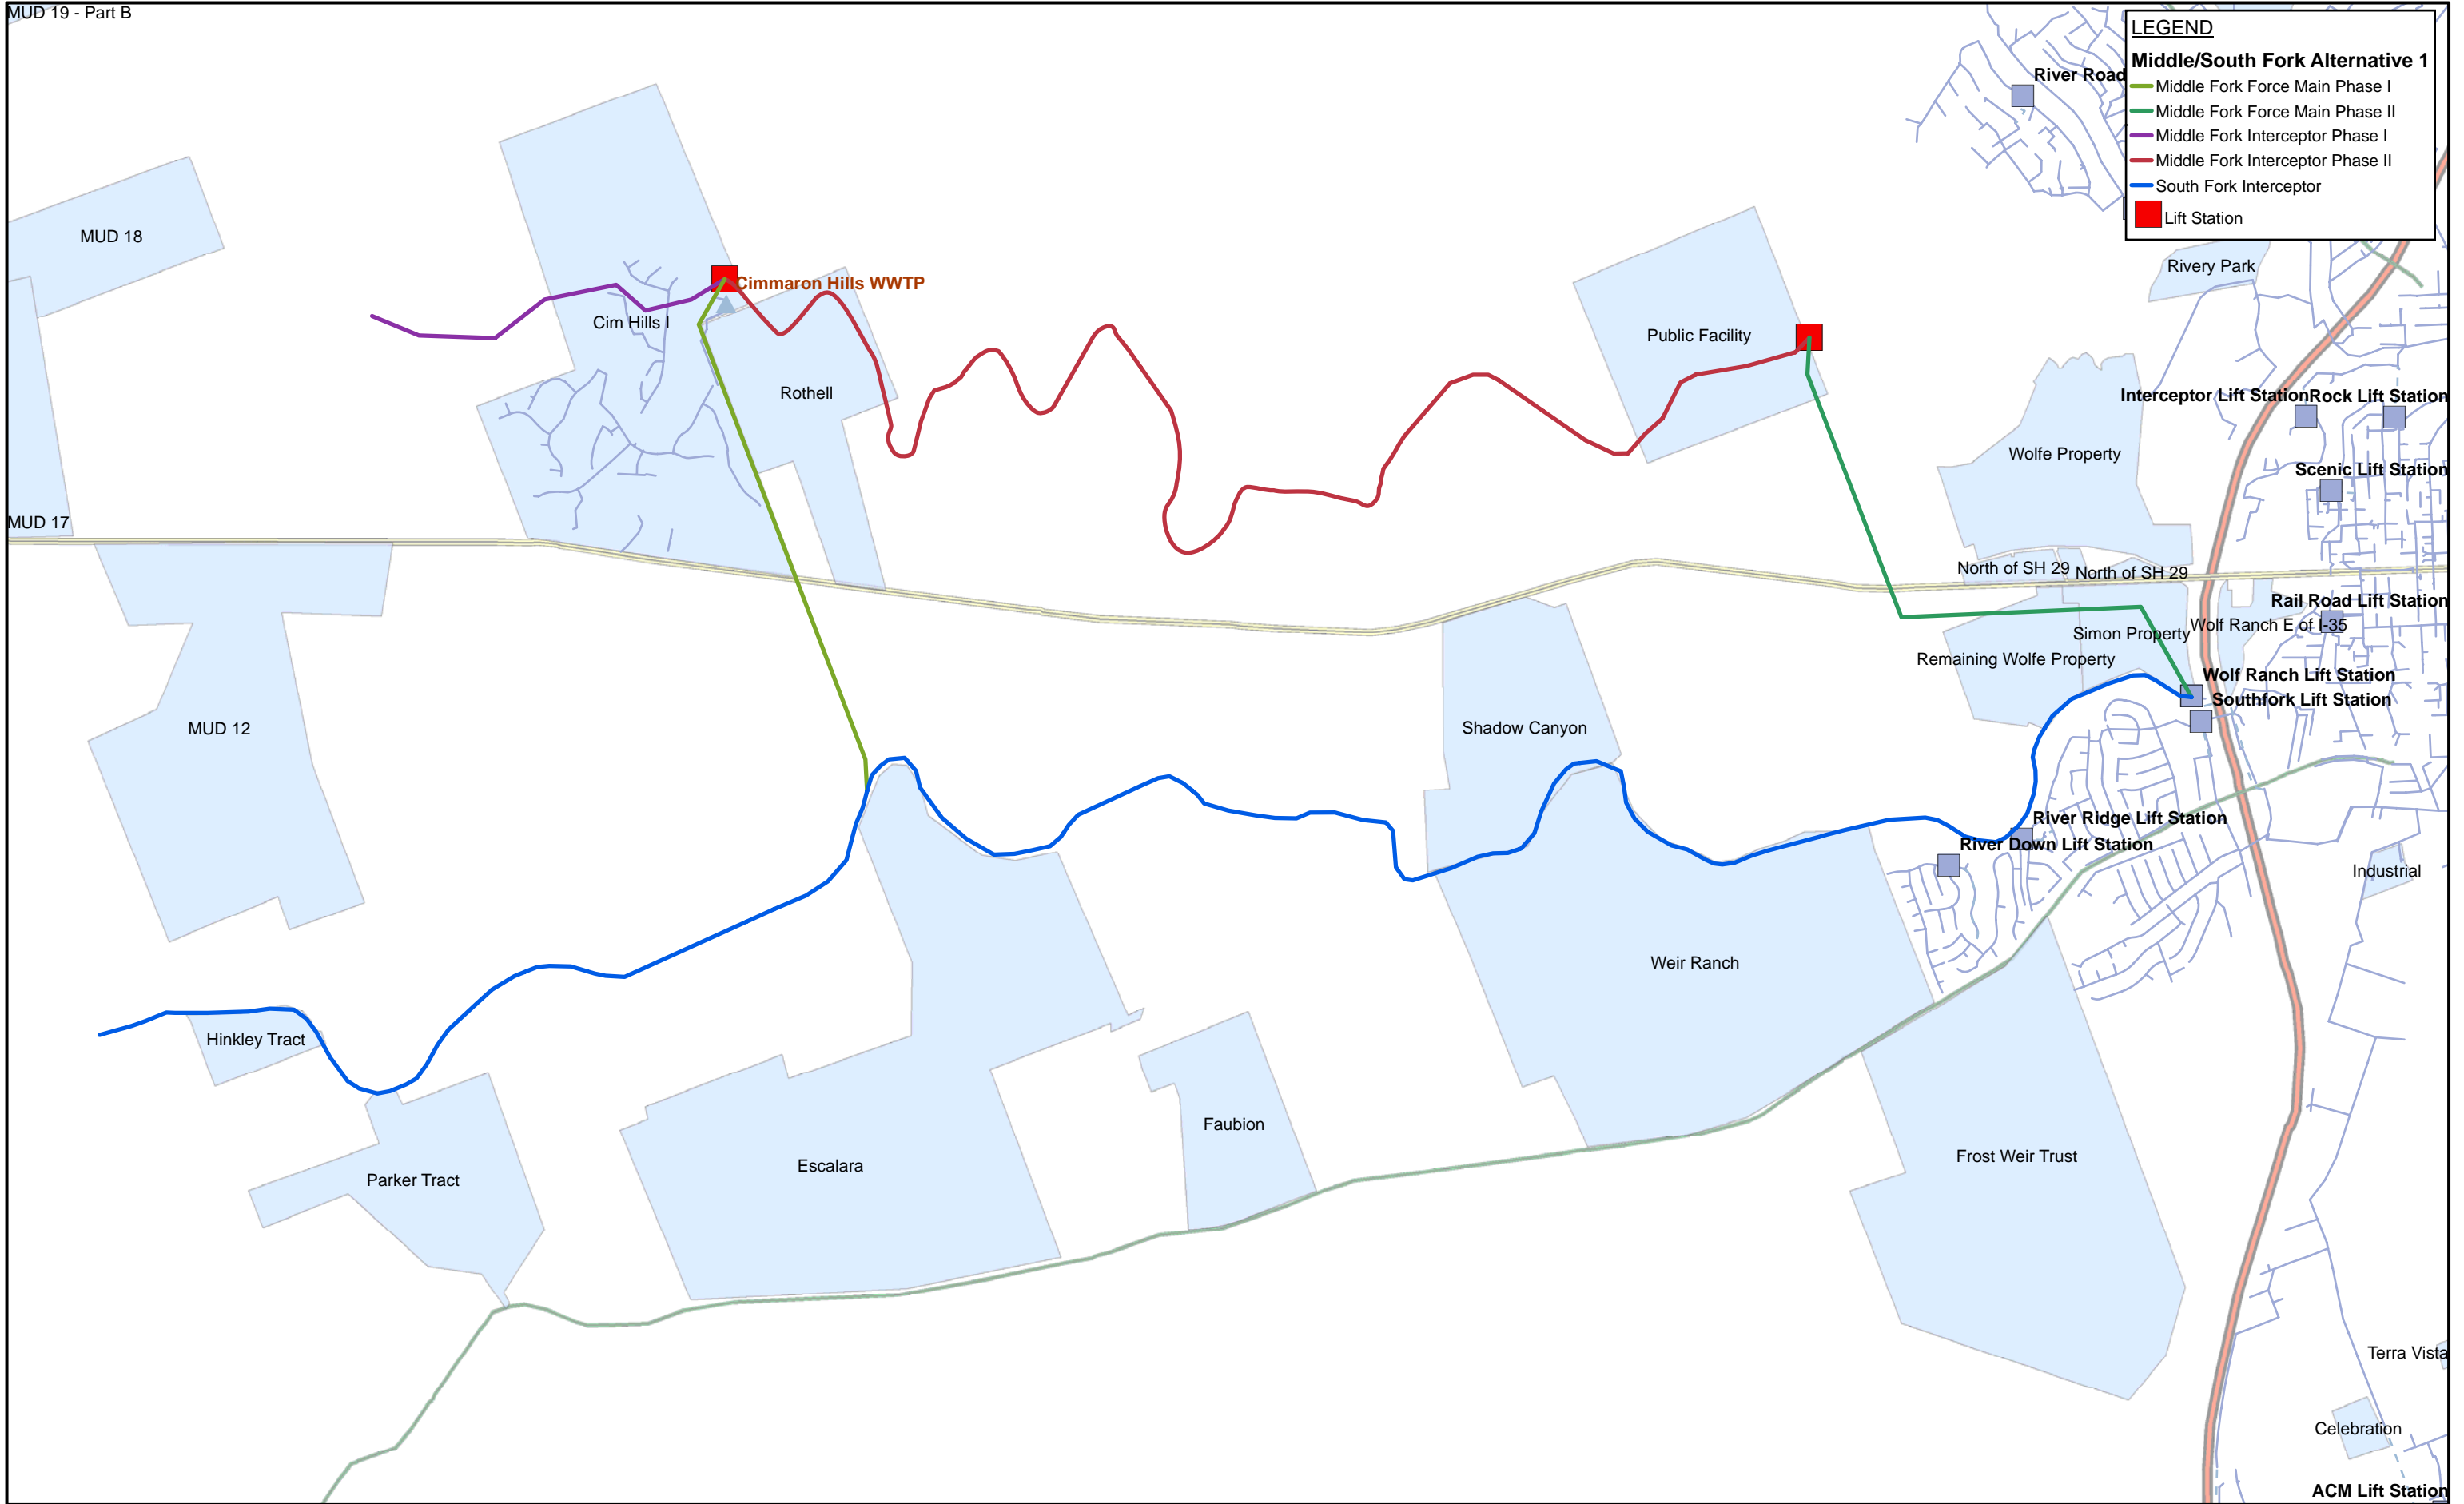 MUD 19 - Part B
LEGEND
Middle/South Fork Alternative 1
Middle Fork Force Main Phase I
Middle Fork Force Main Phase II
Middle Fork Interceptor Phase I
Middle Fork Interceptor Phase II
South Fork Interceptor
Lift Station
River Road
MUD 18
Rivery Park
Cimmaron Hills WWTP
Cim Hills I
Public Facility
Rothell
Interceptor Lift Station
Rock Lift Station
Wolfe Property
Scenic Lift Station
MUD 17
North of SH 29
North of SH 29
Rail Road Lift Station
Wolf Ranch E of I-35
Simon Property
Remaining Wolfe Property
Wolf Ranch Lift Station
Southfork Lift Station
MUD 12
Shadow Canyon
River Ridge Lift Station
River Down Lift Station
Industrial
Weir Ranch
Hinkley Tract
Faubion
Frost Weir Trust
Escalara
Parker Tract
Terra Vista
Celebration
ACM Lift Station